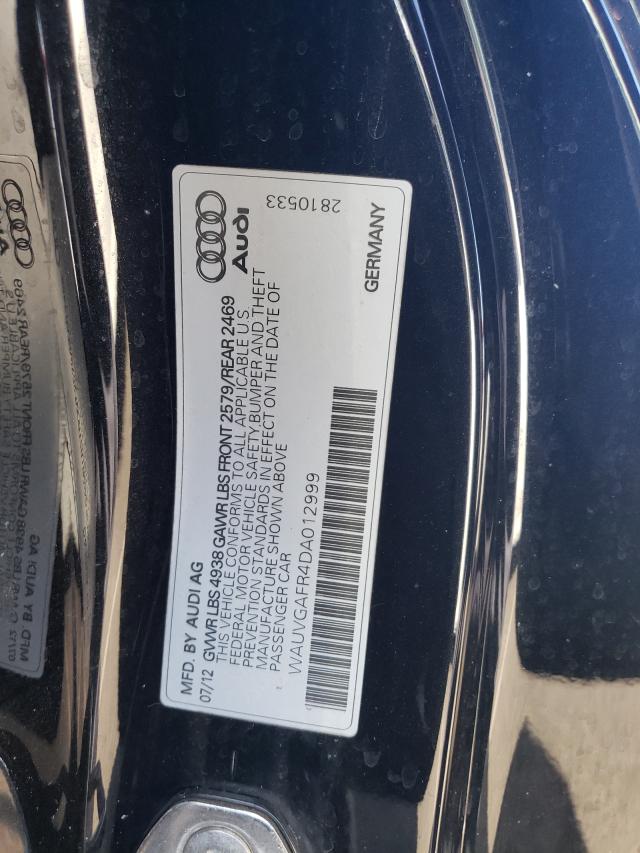 MFD. BY AUDI AG
07/12 GVWR LBS 4938 GAWR LBS FRONT 2579/REAR 2469
THIS VEHICLE CONFORMS TO ALL APPLICABLE U.S.
FEDERAL MOTOR VEHICLE SAFETY, BUMPER AND THEFT
PREVENTION STANDARDS IN EFFECT ON THE DATE OF
MANUFACTURE SHOWN ABOVE
PASSENGER CAR
WAUVGAFR4DA012999
Audi
2810533
GERMANY